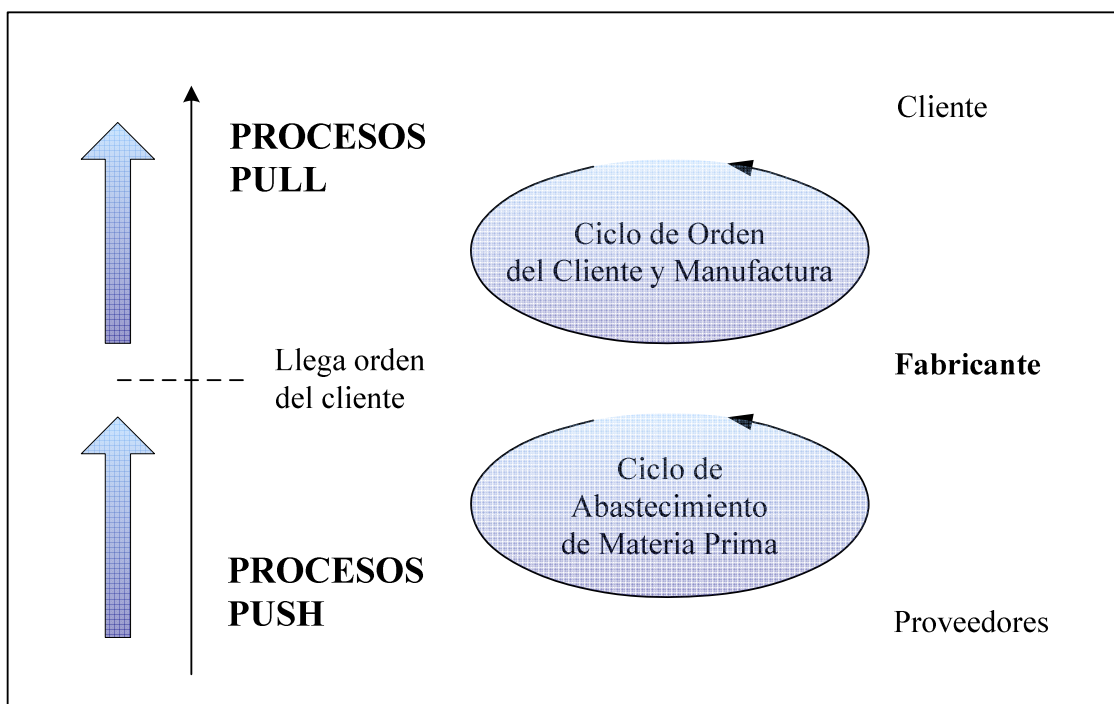 Cliente
PROCESOS
PULL
Ciclo de Orden
del Cliente y Manufactura
Llega orden
del cliente
Fabricante
Ciclo de
Abastecimiento
de Materia Prima
PROCESOS
PUSH
Proveedores